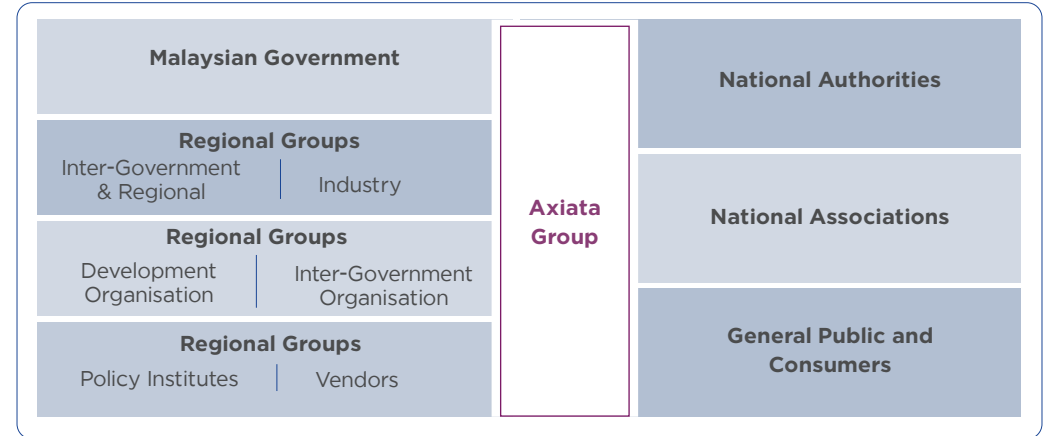 Malaysian Government
Regional Groups
Inter-Government
& Regional
Industry
Regional Groups
Development
Organisation
Inter-Government
Organisation
Regional Groups
Policy Institutes
Vendors
Axiata
Group
National Authorities
National Associations
General Public and
Consumers